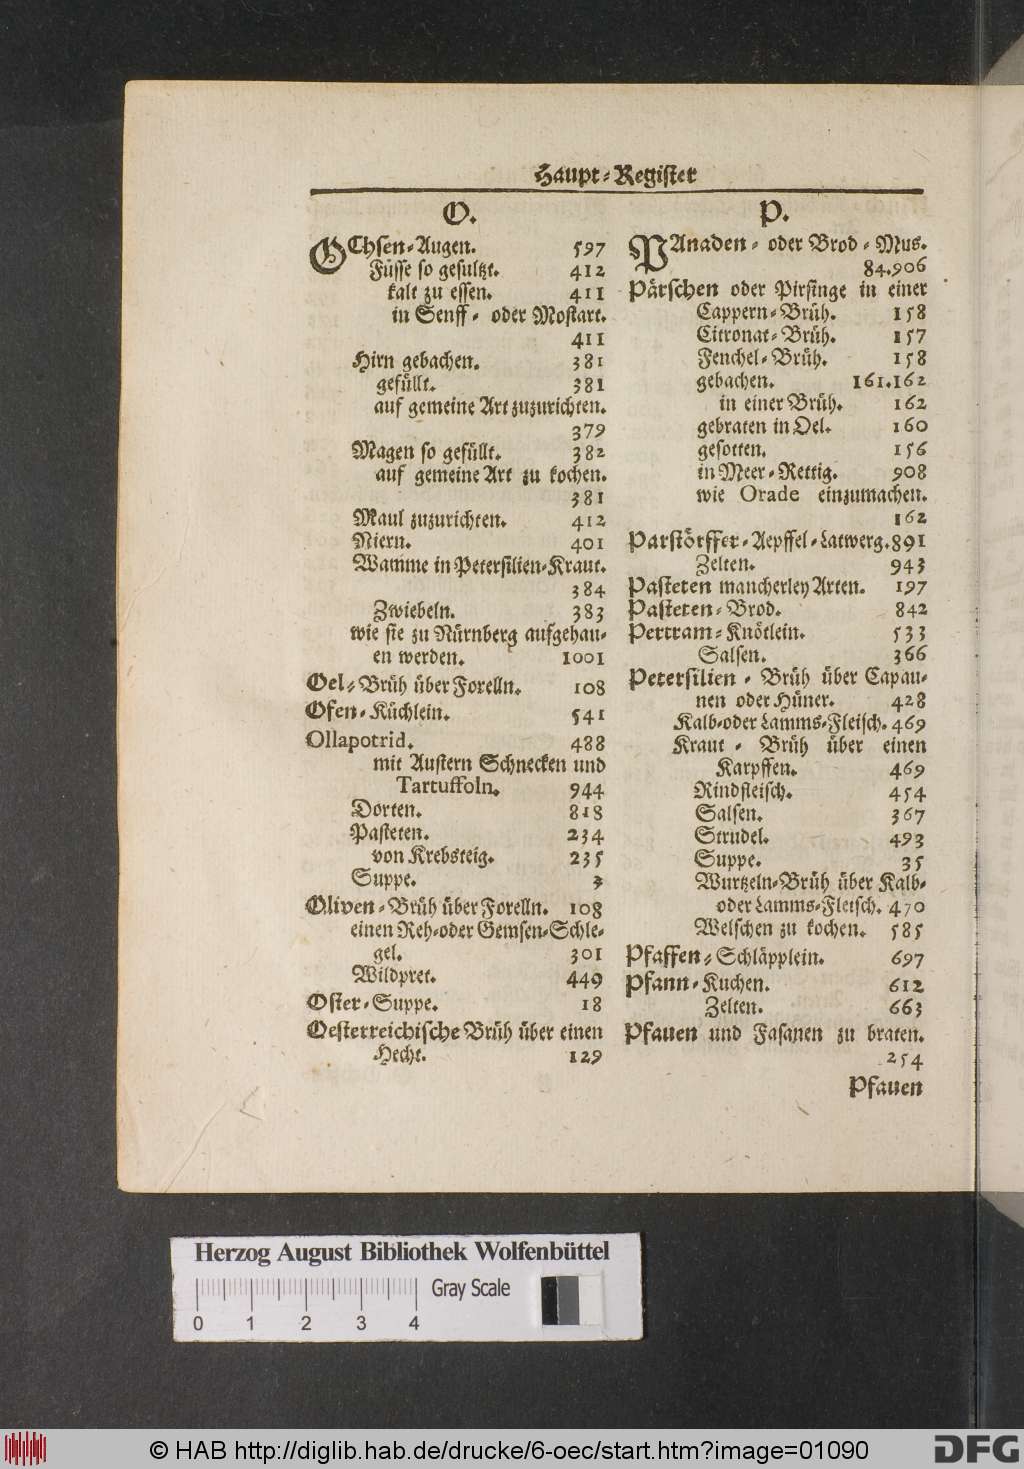 Haupt-Register
O.
OChsen-Augen. 597
Füsse so gesultzt. 412
kalt zu essen. 411
in Senff- oder Mostart.
411
Hirn gebachen. 381
gefüllt. 381
auf gemeine Art zuzurichten.
379
Magen so gefüllt. 382
auf gemeine Art zu kochen.
381
Maul zuzurichten. 412
Niern. 401
Wamme in Petersilien-Kraut.
384
Zwiebeln. 383
wie sie zu Nürnberg aufgehau-
en werden. 1001
Oel-Brüh über Forelln. 108
Ofen-Küchlein. 541
Ollapotrid. 488
mit Austern Schnecken und
Tartuffoln. 944
Dorten. 818
Pasteten. 234
von Krebsteig. 235
Suppe. 3
Oliven-Brüh über Forelln. 108
einen Reh-oder Gemsen-Schle-
gel. 301
Wildpret. 449
Oster-Suppe. 18
Oesterreichische Brüh über einen
Hecht. 129
P.
PAnaden- oder Brod-Mus.
84.906
Pärschen oder Pirsinge in einer
Cappern-Brüh. 158
Citronat-Brüh. 157
Fenchel-Brüh. 158
gebachen. 161.162
in einer Brüh. 162
gebraten in Oel. 160
gesotten. 156
in Meer-Rettig. 908
wie Orade einzumachen.
162
Parstörffer-Aepffel-Latwerg. 891
Zelten. 943
Pasteten mancherley Arten. 197
Pasteten-Brod. 842
Pertram-Knötlein. 533
Salsen. 366
Petersilien-Brüh über Capau-
nen oder Hüner. 428
Kalb-oder Lamms-Fleisch. 469
Kraut-Brüh über einen
Karpffen. 469
Rindfleisch. 454
Salsen. 367
Strudel. 493
Suppe. 35
Wurtzeln-Brüh über Kalb-
oder Lamms-Fleisch. 470
Welschen zu kochen. 585
Pfaffen-Schläpplein. 697
Pfann-Kuchen. 612
Zelten. 663
Pfauen und Fasanen zu braten.
254
Pfauen
Herzog August Bibliothek Wolfenbüttel
Gray Scale
0 1 2 3 4
© HAB http://diglib.hab.de/drucke/6-oec/start.htm?image=01090
DFG